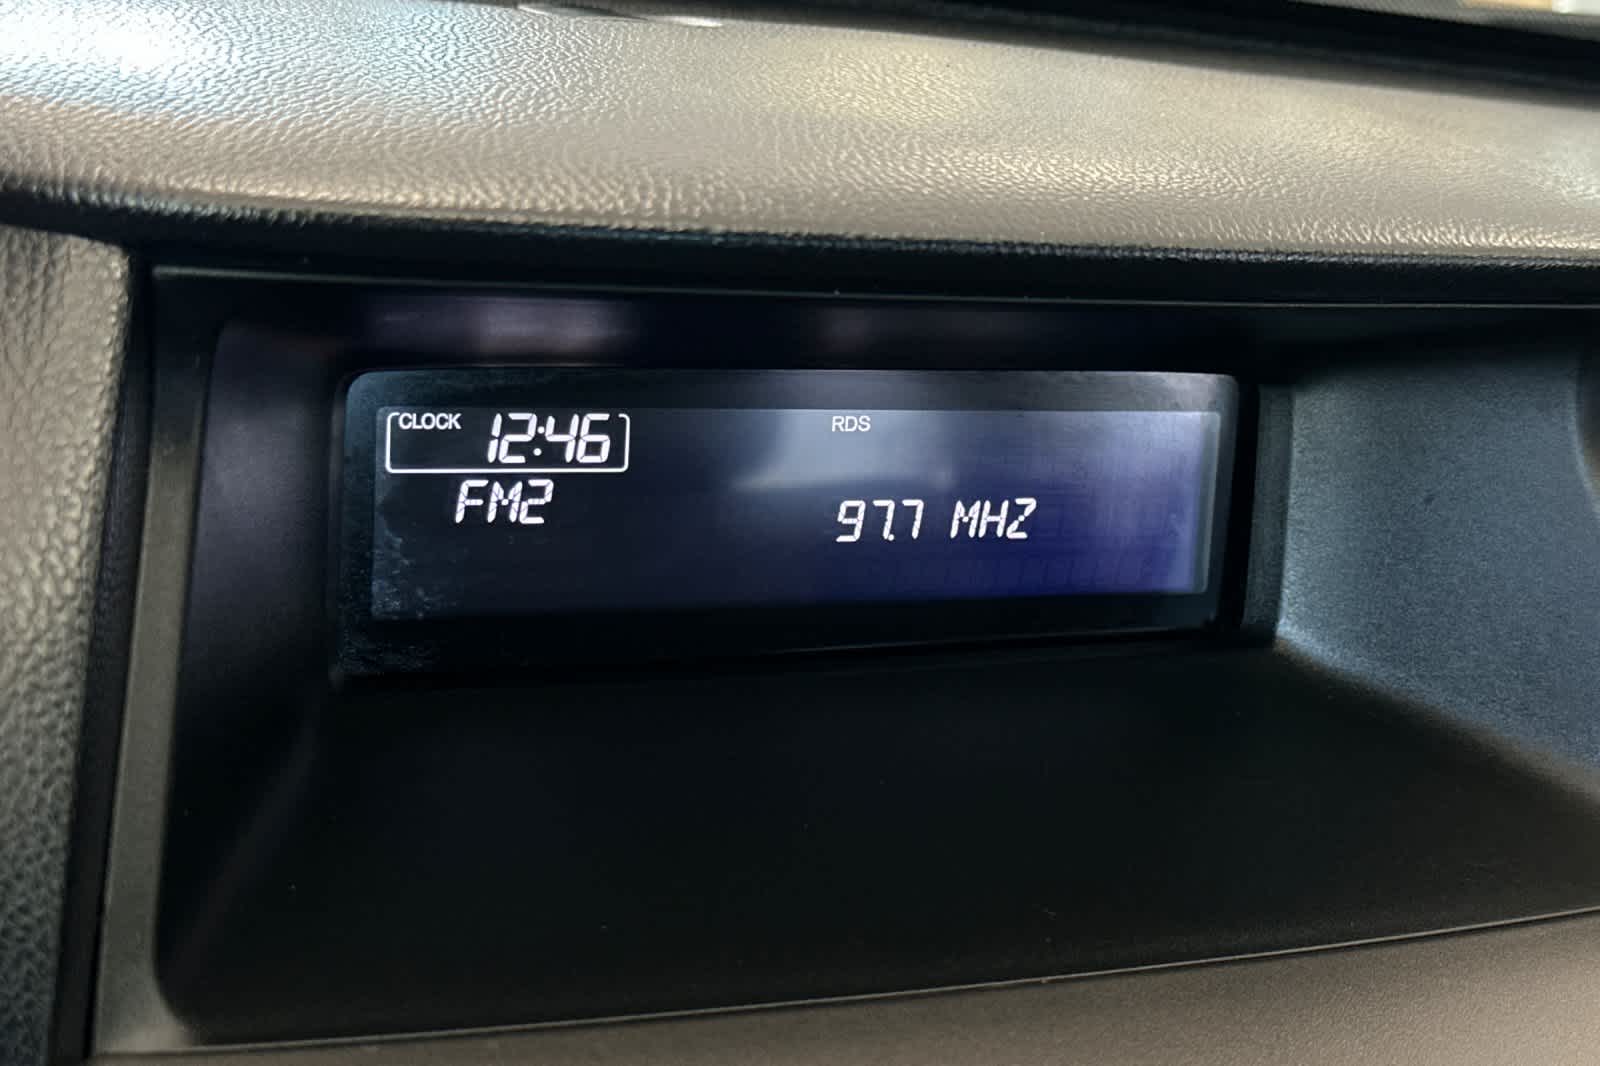 CLOCK 12:46
RDS
FM2
97.7 MHZ